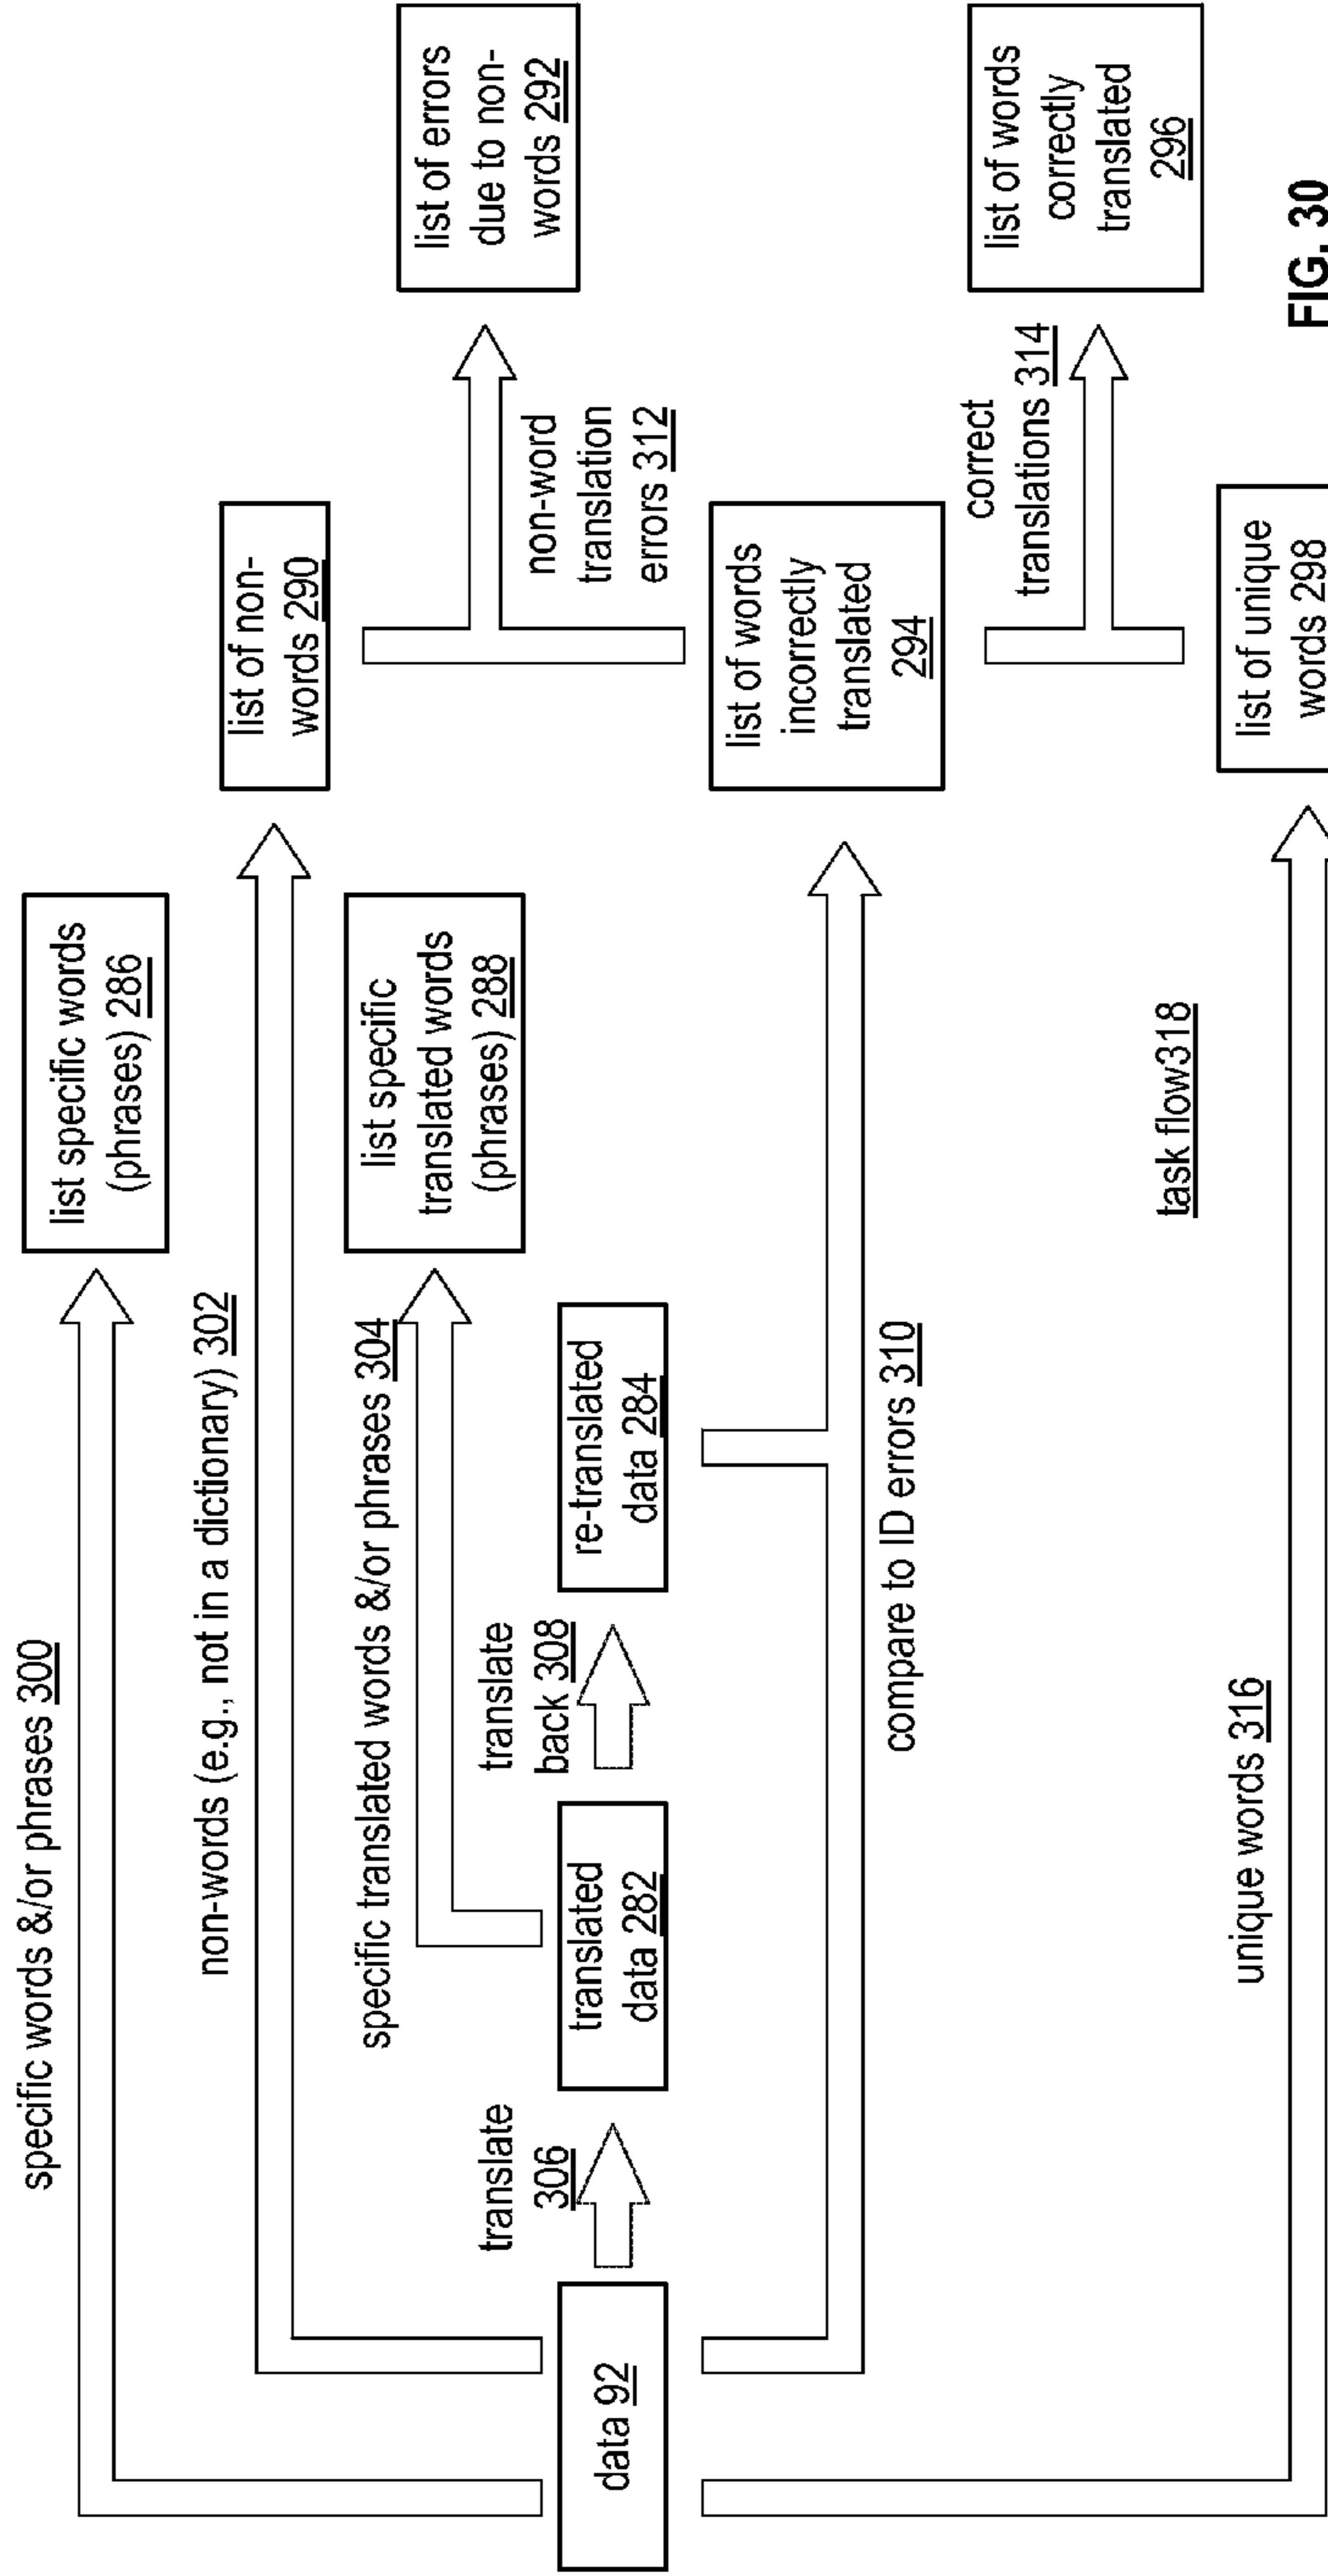 specific words &/or phrases 300
list specific words
(phrases) 286
non-words (e.g., not in a dictionary) 302
list of non-
words 290
specific translated words &/or phrases 304
list specific
translated words
(phrases) 288
list of errors
due to non-
words 292
non-word
translation
errors 312
translate
306
translate
back 308
data 92
translated
data 282
re-translated
data 284
list of words
incorrectly
translated
294
compare to ID errors 310
correct
translations 314
list of words
correctly
translated
296
task flow318
unique words 316
list of unique
words 298
FIG. 30